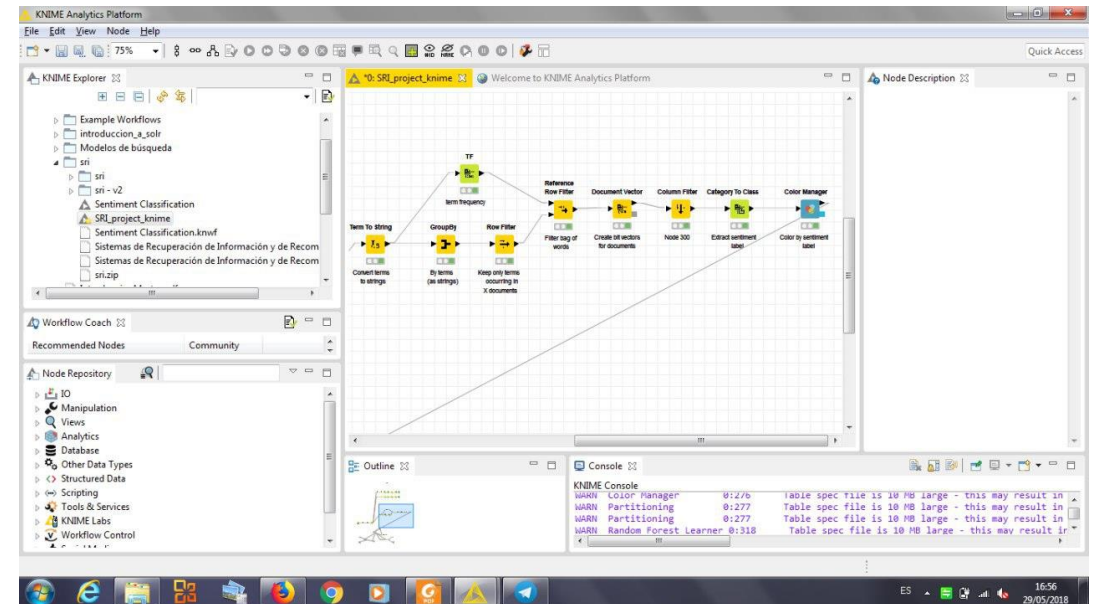 KNIME Analytics Platform
File Edit View Node Help
75%
Quick Access
KNIME Explorer
Example Workflows
introduccion_a_solr
Modelos de búsqueda
sri
sri
sri - v2
Sentiment Classification
SRI_project_knime
Sentiment Classification.knwf
Sistemas de Recuperación de Información y de Recom
Sistemas de Recuperación de Información y de Recom
sri.zip
Workflow Coach
Recommended Nodes Community
Node Repository
IO
Manipulation
Views
Analytics
Database
Other Data Types
Structured Data
Scripting
Tools & Services
KNIME Labs
Workflow Control
*0: SRI_project_knime
Welcome to KNIME Analytics Platform
TF
term frequency
Term To String
Convert terms
to strings
GroupBy
By terms
(as strings)
Row Filter
Keep only terms
occurring in
X documents
Reference
Row Filter
Filter bag of
words
Document Vector
Create bit vectors
for documents
Column Filter
Node 300
Category To Class
Extract sentiment
label
Color Manager
Color by sentiment
label
Node Description
Outline
Console
KNIME Console
WARN Color Manager 0:276 Table spec file is 10 MB large - this may result in
WARN Partitioning 0:277 Table spec file is 10 MB large - this may result in
WARN Partitioning 0:277 Table spec file is 10 MB large - this may result in
WARN Random Forest Learner 0:318 Table spec file is 10 MB large - this may result in
ES
16:56
29/05/2018